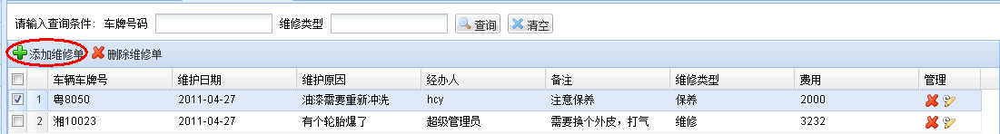 请输入查询条件: 车牌号码 维修类型 查询 清空
添加维修单 删除维修单
车辆车牌号 维护日期 维护原因 经办人 备注 维修类型 费用 管理
1 粤8050 2011-04-27 油漆需要重新冲洗 hcy 注意保养 保养 2000
2 湘10023 2011-04-27 有个轮胎爆了 超级管理员 需要换个外皮，打气 维修 3232